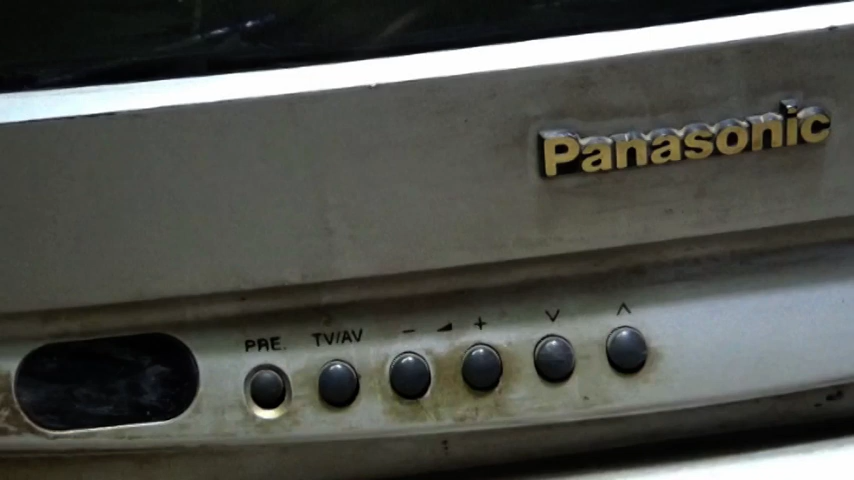 Panasonic
PRE. TV/AV - + ∨ ∧